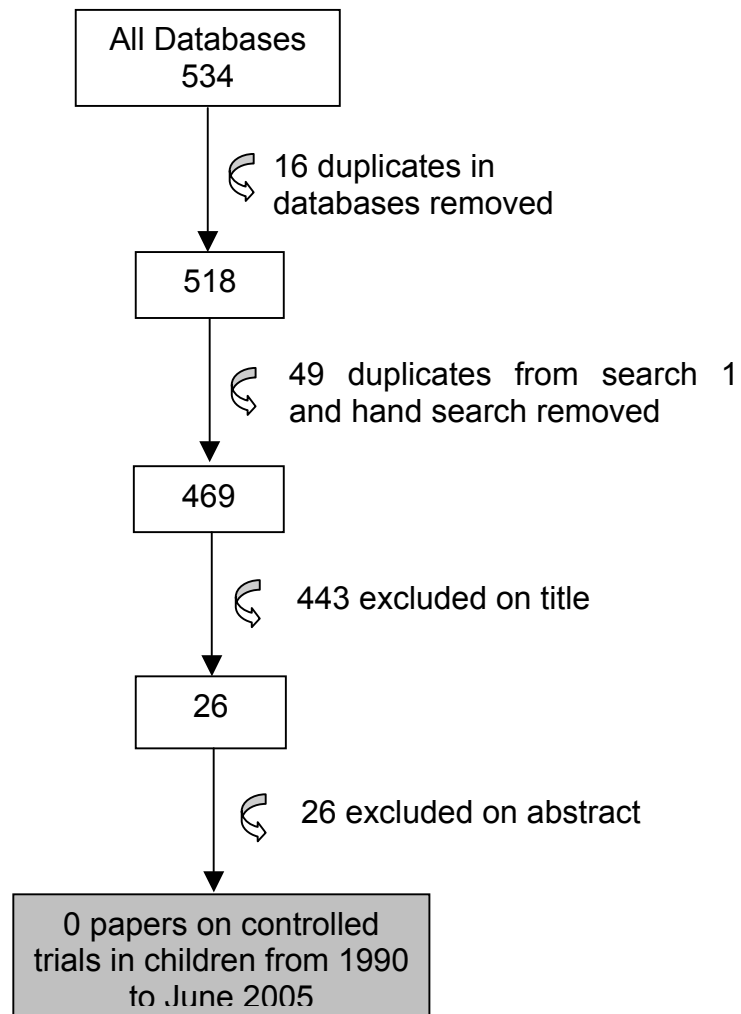 All Databases
534
16 duplicates in
databases removed
518
49 duplicates from search 1
and hand search removed
469
443 excluded on title
26
26 excluded on abstract
0 papers on controlled
trials in children from 1990
to June 2005